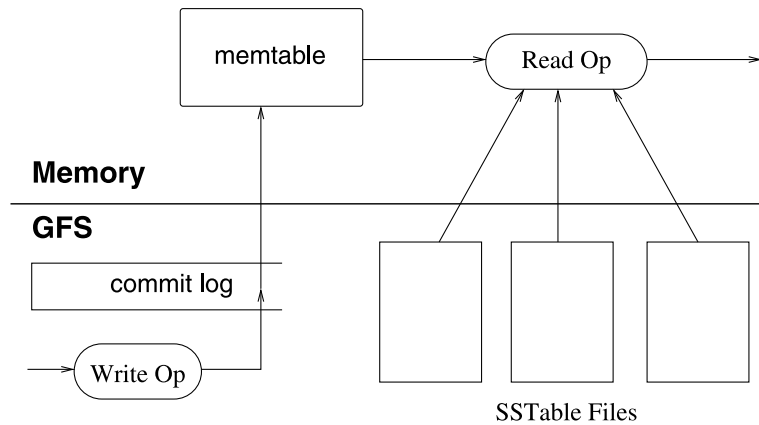 memtable
Read Op
Memory
GFS
commit log
Write Op
SSTable Files